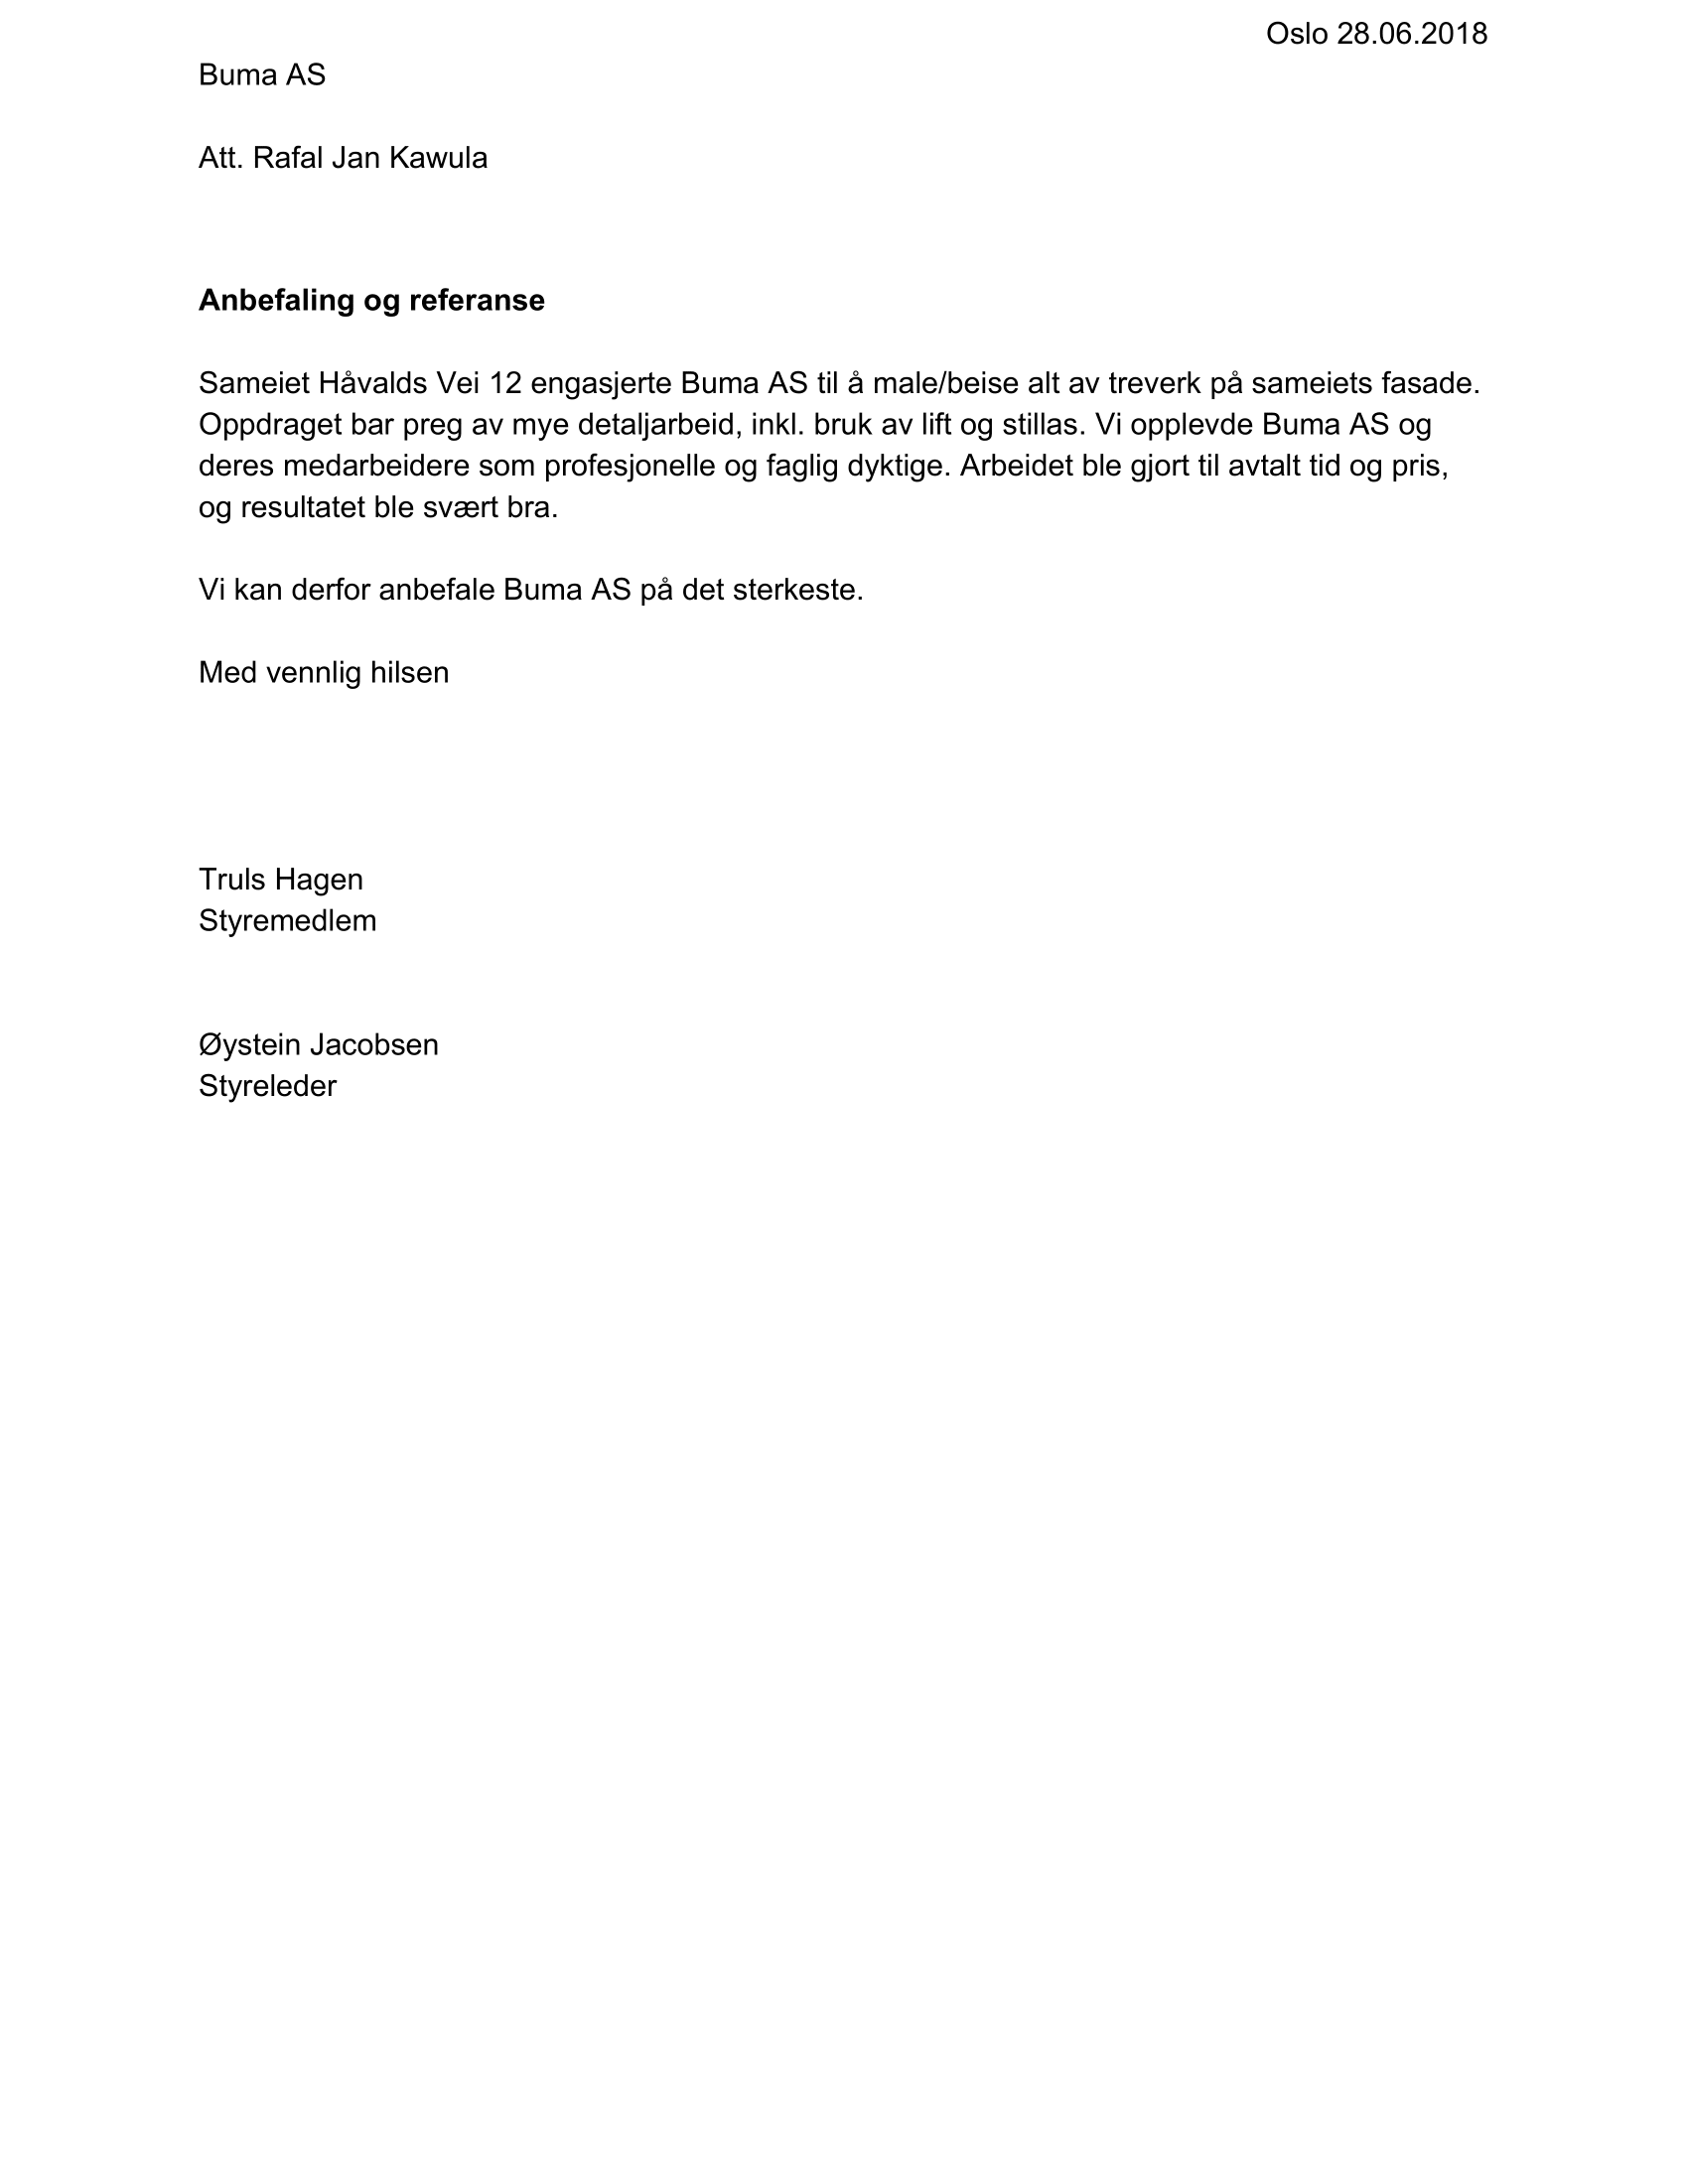 Oslo 28.06.2018
Buma AS
Att. Rafal Jan Kawula
Anbefaling og referanse
Sameiet Håvalds Vei 12 engasjerte Buma AS til å male/beise alt av treverk på sameiets fasade.
Oppdraget bar preg av mye detaljarbeid, inkl. bruk av lift og stillas. Vi opplevde Buma AS og
deres medarbeidere som profesjonelle og faglig dyktige. Arbeidet ble gjort til avtalt tid og pris,
og resultatet ble svært bra.
Vi kan derfor anbefale Buma AS på det sterkeste.
Med vennlig hilsen
Truls Hagen
Styremedlem
Øystein Jacobsen
Styreleder